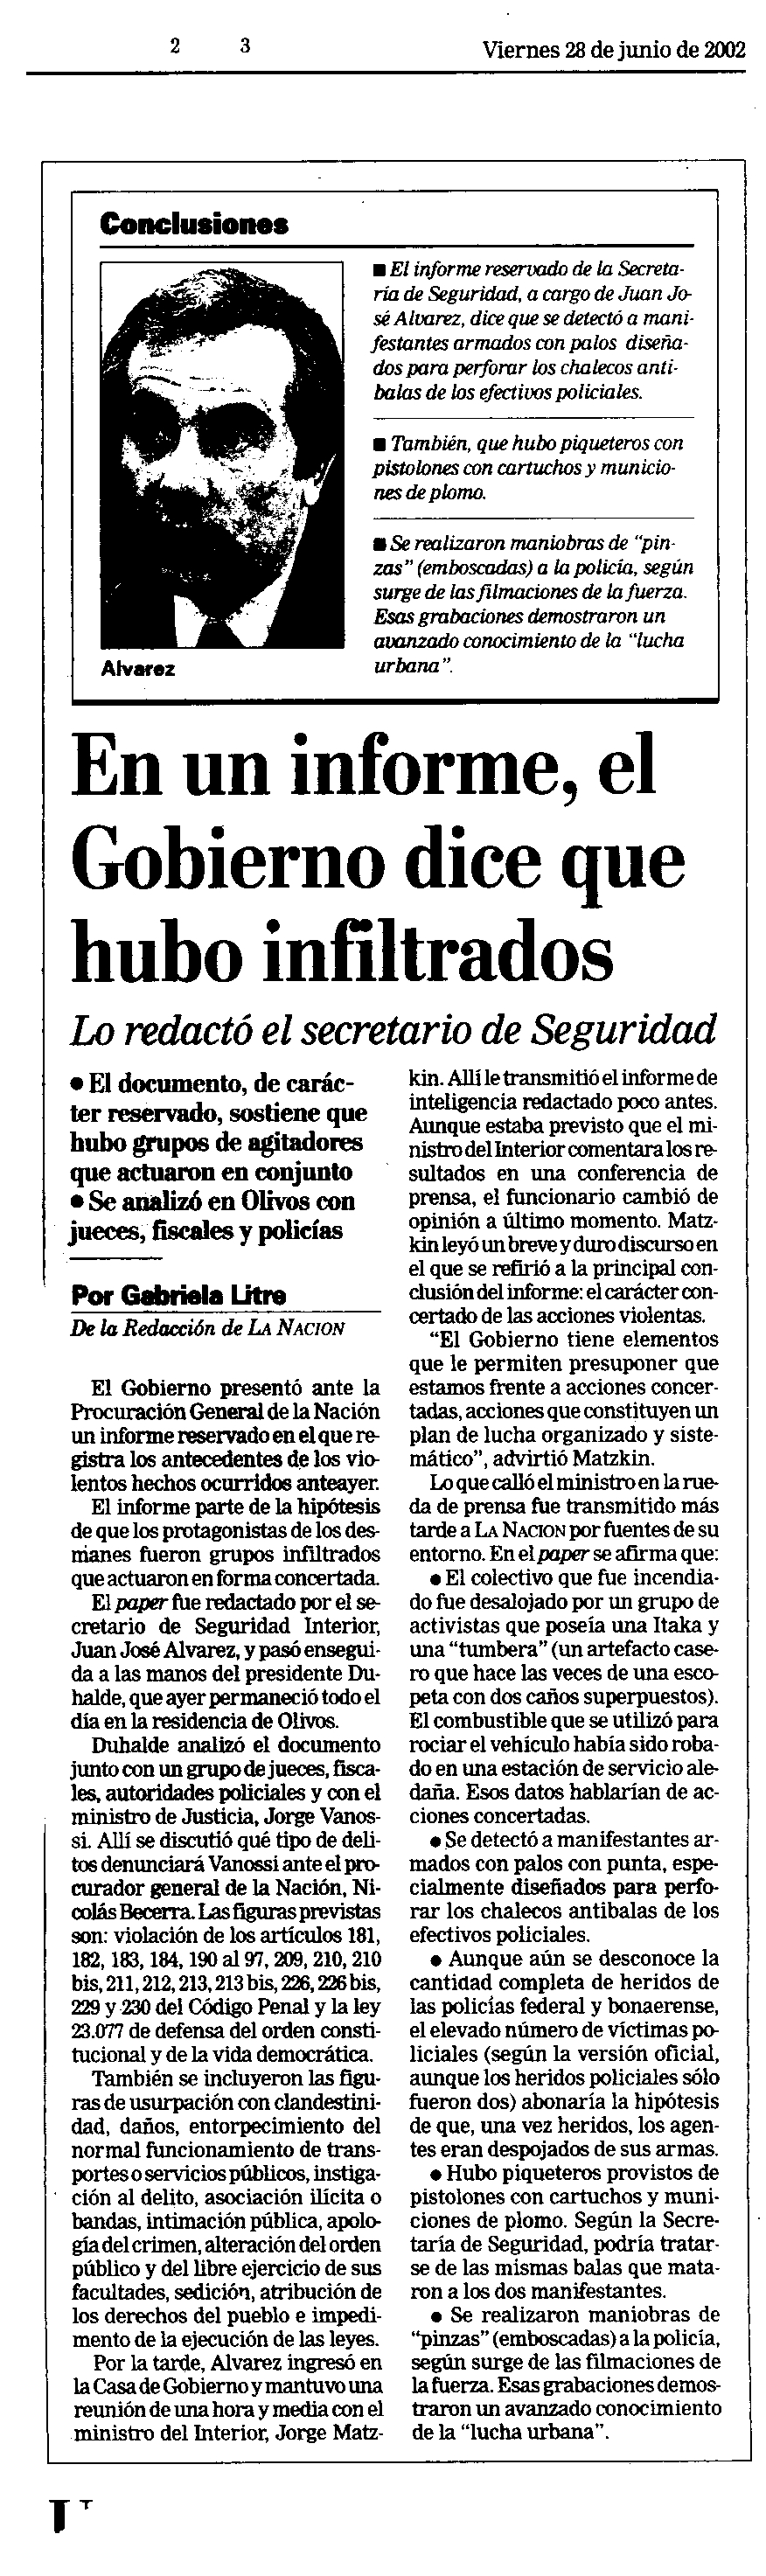 2 3 Viernes 28 de junio de 2002
Conclusiones
■ El informe reservado de la Secreta-
ría de Seguridad, a cargo de Juan Jo-
sé Alvarez, dice que se detectó a mani-
festantes armados con palos diseña-
dos para perforar los chalecos anti-
balas de los efectivos policiales.
■ También, que hubo piqueteros con
pistolones con cartuchos y municio-
nes de plomo.
■ Se realizaron maniobras de “pin-
zas” (emboscadas) a la policía, según
surge de las filmaciones de la fuerza.
Esas grabaciones demostraron un
avanzado conocimiento de la “lucha
urbana”.
Alvarez
En un informe, el
Gobierno dice que
hubo infiltrados
Lo redactó el secretario de Seguridad
● El documento, de carác-
ter reservado, sostiene que
hubo grupos de agitadores
que actuaron en conjunto
● Se analizó en Olivos con
jueces, fiscales y policías
Por Gabriela Litre
De la Redacción de LA NACION
El Gobierno presentó ante la
Procuración General de la Nación
un informe reservado en el que re-
gistra los antecedentes de los vio-
lentos hechos ocurridos anteayer.
El informe parte de la hipótesis
de que los protagonistas de los des-
manes fueron grupos infiltrados
que actuaron en forma concertada.
El paper fue redactado por el se-
cretario de Seguridad Interior,
Juan José Alvarez, y pasó ensegui-
da a las manos del presidente Du-
halde, que ayer permaneció todo el
día en la residencia de Olivos.
Duhalde analizó el documento
junto con un grupo de jueces, fisca-
les, autoridades policiales y con el
ministro de Justicia, Jorge Vanos-
si. Allí se discutió qué tipo de deli-
tos denunciará Vanossi ante el pro-
curador general de la Nación, Ni-
colás Becerra. Las figuras previstas
son: violación de los artículos 181,
182, 183, 184, 190 al 97, 209, 210, 210
bis, 211, 212, 213, 213 bis, 226, 226 bis,
229 y 230 del Código Penal y la ley
23.077 de defensa del orden consti-
tucional y de la vida democrática.
También se incluyeron las figu-
ras de usurpación con clandestini-
dad, daños, entorpecimiento del
normal funcionamiento de trans-
portes o servicios públicos, instiga-
ción al delito, asociación ilícita o
bandas, intimación pública, apolo-
gía del crimen, alteración del orden
público y del libre ejercicio de sus
facultades, sedición, atribución de
los derechos del pueblo e impedi-
mento de la ejecución de las leyes.
Por la tarde, Alvarez ingresó en
la Casa de Gobierno y mantuvo una
reunión de una hora y media con el
ministro del Interior, Jorge Matz-
kin. Allí le transmitió el informe de
inteligencia redactado poco antes.
Aunque estaba previsto que el mi-
nistro del Interior comentara los re-
sultados en una conferencia de
prensa, el funcionario cambió de
opinión a último momento. Matz-
kin leyó un breve y duro discurso en
el que se refirió a la principal con-
clusión del informe: el carácter con-
certado de las acciones violentas.
“El Gobierno tiene elementos
que le permiten presuponer que
estamos frente a acciones concer-
tadas, acciones que constituyen un
plan de lucha organizado y siste-
mático”, advirtió Matzkin.
Lo que calló el ministro en la rue-
da de prensa fue transmitido más
tarde a LA NACION por fuentes de su
entorno. En el paper se afirma que:
● El colectivo que fue incendia-
do fue desalojado por un grupo de
activistas que poseía una Itaka y
una “tumbera” (un artefacto case-
ro que hace las veces de una esco-
peta con dos caños superpuestos).
El combustible que se utilizó para
rociar el vehículo había sido roba-
do en una estación de servicio ale-
daña. Esos datos hablarían de ac-
ciones concertadas.
● Se detectó a manifestantes ar-
mados con palos con punta, espe-
cialmente diseñados para perfo-
rar los chalecos antibalas de los
efectivos policiales.
● Aunque aún se desconoce la
cantidad completa de heridos de
las policías federal y bonaerense,
el elevado número de víctimas po-
liciales (según la versión oficial,
aunque los heridos policiales sólo
fueron dos) abonaría la hipótesis
de que, una vez heridos, los agen-
tes eran despojados de sus armas.
● Hubo piqueteros provistos de
pistolones con cartuchos y muni-
ciones de plomo. Según la Secre-
taría de Seguridad, podría tratar-
se de las mismas balas que mata-
ron a los dos manifestantes.
● Se realizaron maniobras de
“pinzas” (emboscadas) a la policía,
según surge de las filmaciones de
la fuerza. Esas grabaciones demos-
traron un avanzado conocimiento
de la “lucha urbana”.